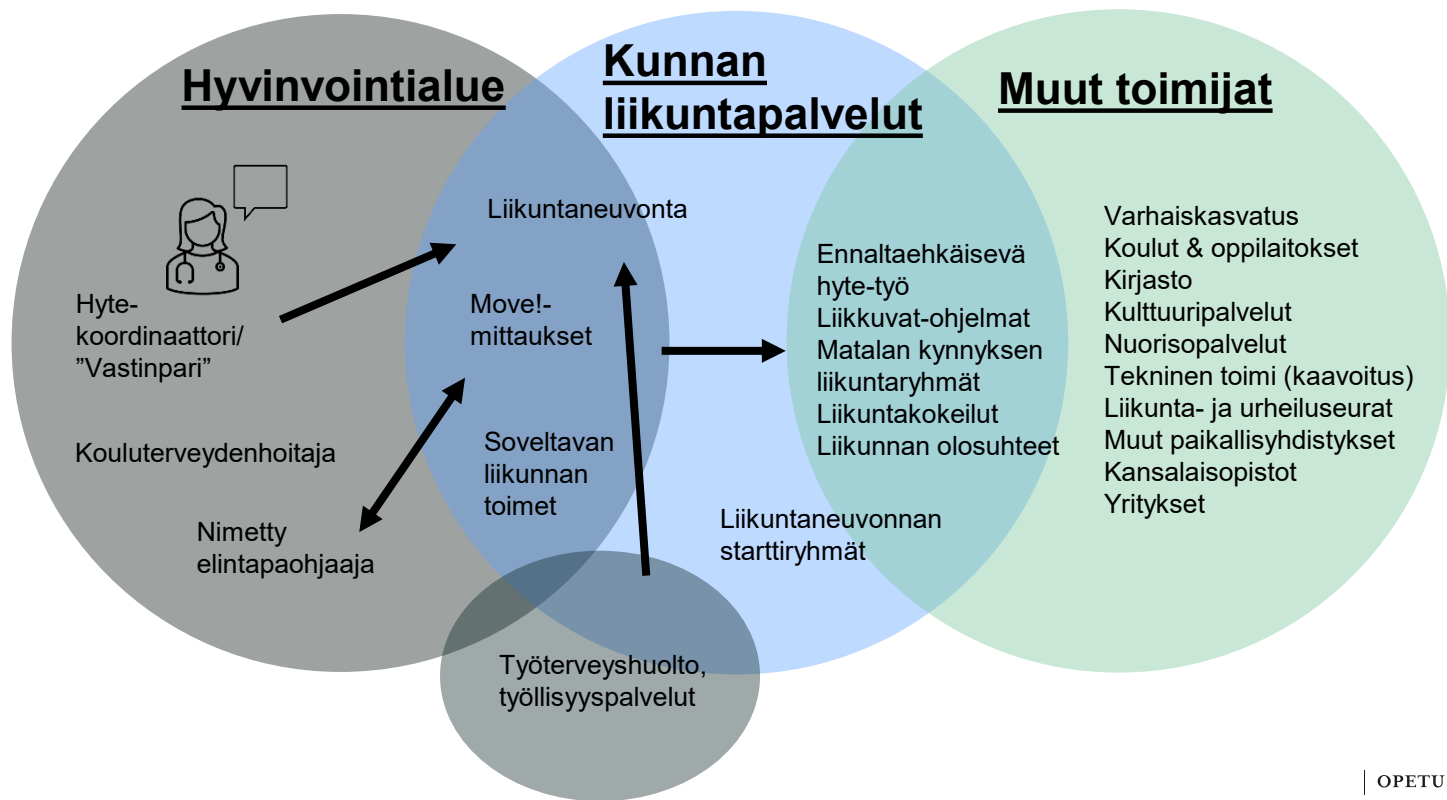 Hyvinvointialue
Kunnan
liikuntapalvelut
Muut toimijat
Hyte-
koordinaattori/
”Vastinpari”
Kouluterveydenhoitaja
Nimetty
elintapaohjaaja
Liikuntaneuvonta
Move!-
mittaukset
Soveltavan
liikunnan
toimet
Työterveyshuolto,
työllisyyspalvelut
Liikuntaneuvonnan
starttiryhmät
Ennaltaehkäisevä
hyte-työ
Liikkuvat-ohjelmat
Matalan kynnyksen
liikuntaryhmät
Liikuntakokeilut
Liikunnan olosuhteet
Varhaiskasvatus
Koulut & oppilaitokset
Kirjasto
Kulttuuripalvelut
Nuorisopalvelut
Tekninen toimi (kaavoitus)
Liikunta- ja urheiluseurat
Muut paikallisyhdistykset
Kansalaisopistot
Yritykset
OPETU